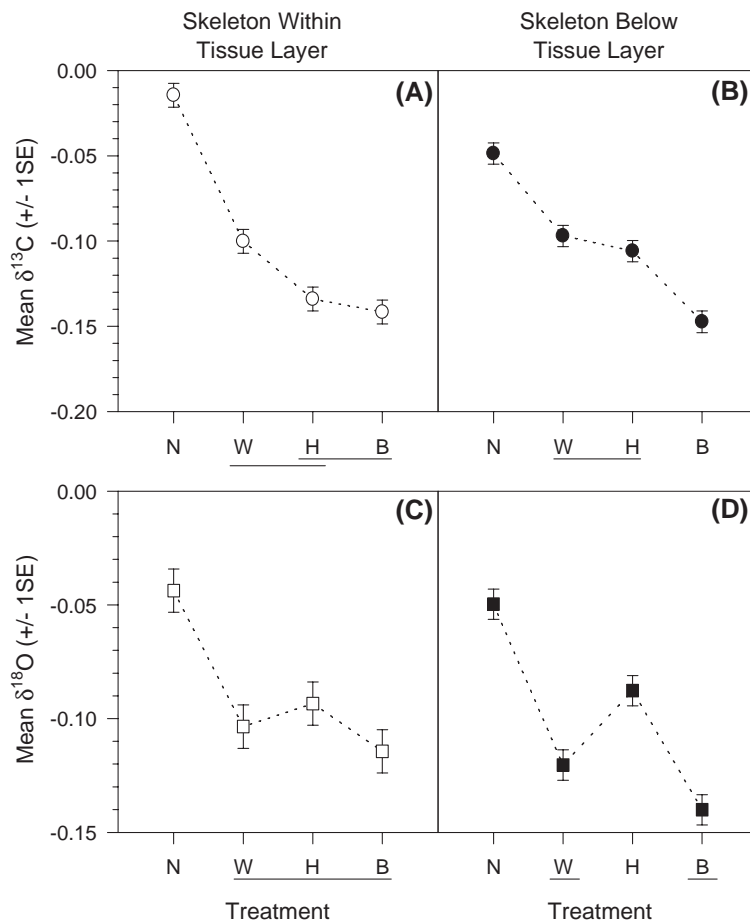 Skeleton Within
Tissue Layer
Skeleton Below
Tissue Layer
(A)
(B)
0.00
-0.05
-0.10
-0.15
-0.20
Mean δ¹³C (+/- 1SE)
N W H B
N W H B
(C)
(D)
0.00
-0.05
-0.10
-0.15
Mean δ¹⁸O (+/- 1SE)
N W H B
N W H B
Treatment
Treatment